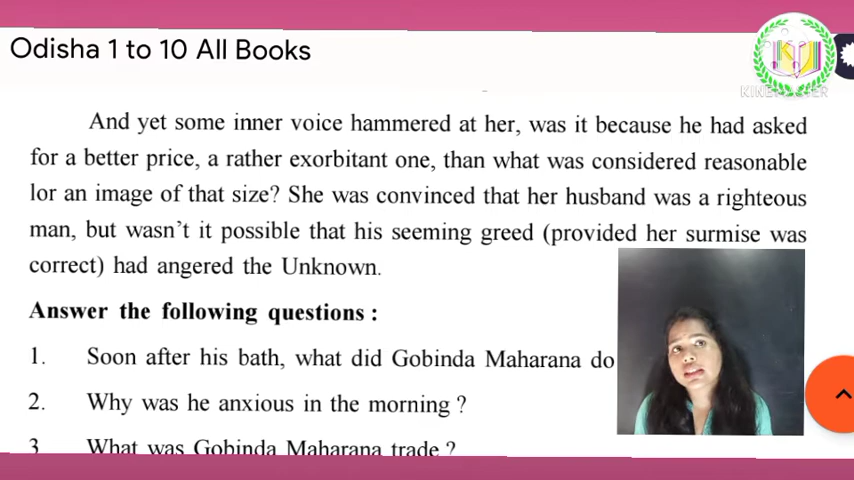 Odisha 1 to 10 All Books
KINEMASTER
And yet some inner voice hammered at her, was it because he had asked
for a better price, a rather exorbitant one, than what was considered reasonable
lor an image of that size? She was convinced that her husband was a righteous
man, but wasn't it possible that his seeming greed (provided her surmise was
correct) had angered the Unknown.
Answer the following questions :
1. Soon after his bath, what did Gobinda Maharana do
2. Why was he anxious in the morning ?
3 What was Gobinda Maharana trade ?